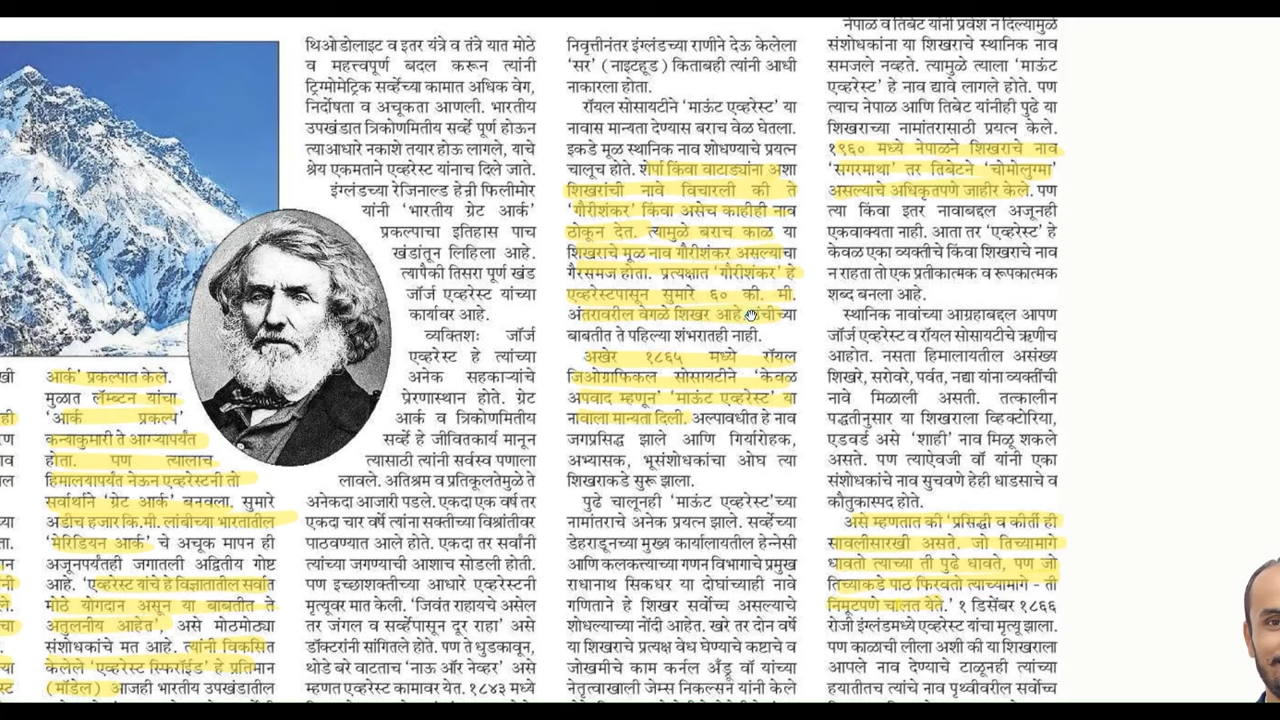 खी
ही
रण
गव
ाल
च्या
ता.
ान
नी
ले.
चा
या
स्ट
आर्क' प्रकल्पात केले.
मुळात लॅम्ब्टन यांचा
'आर्क प्रकल्प'
कन्याकुमारी ते आग्र्यापर्यंत
होता. पण त्यालाच
हिमालयापर्यंत नेऊन एव्हरेस्टनी तो
सर्वार्थाने 'ग्रेट आर्क' बनवला. सुमारे
अडीच हजार कि.मी. लांबीच्या भारतातील
'मेरिडियन आर्क' चे अचूक मापन ही
अजूनपर्यंतही जगातली अद्वितीय गोष्ट
आहे. 'एव्हरेस्ट यांचे हे विज्ञातातील सर्वात
मोठे योगदान असून या बाबतीत ते
अतुलनीय आहेत', असे मोठमोठ्या
संशोधकांचे मत आहे. त्यांनी विकसित
केलेले 'एव्हरेस्ट स्फिरॉइड' हे प्रतिमान
(मॉडेल) आजही भारतीय उपखंडातील
थिओडोलाइट व इतर यंत्रे व तंत्रे यात मोठे
व महत्त्वपूर्ण बदल करून त्यांनी
ट्रिग्मोमेट्रिक सर्व्हेच्या कामात अधिक वेग,
निर्दोषता व अचूकता आणली. भारतीय
उपखंडात त्रिकोणमितीय सर्व्हे पूर्ण होऊन
त्याआधारे नकाशे तयार होऊ लागले, याचे
श्रेय एकमताने एव्हरेस्ट यांनाच दिले जाते.
इंग्लंडच्या रेजिनाल्ड हेन्री फिलीमोर
यांनी 'भारतीय ग्रेट आर्क'
प्रकल्पाचा इतिहास पाच
खंडांतून लिहिला आहे.
त्यापैकी तिसरा पूर्ण खंड
जॉर्ज एव्हरेस्ट यांच्या
कार्यावर आहे.
व्यक्तिशः जॉर्ज
एव्हरेस्ट हे त्यांच्या
अनेक सहकाऱ्यांचे
प्रेरणास्थान होते. ग्रेट
आर्क व त्रिकोणमितीय
सर्व्हे हे जीवितकार्य मानून
त्यासाठी त्यांनी सर्वस्व पणाला
लावले. अतिश्रम व प्रतिकूलतेमुळे ते
अनेकदा आजारी पडले. एकदा एक वर्ष तर
एकदा चार वर्षे त्यांना सक्तीच्या विश्रांतीवर
पाठवण्यात आले होते. एकदा तर सर्वांनी
त्यांच्या जगण्याची आशाच सोडली होती.
पण इच्छाशक्तीच्या आधारे एव्हरेस्टनी
मृत्यूवर मात केली. 'जिवंत राहायचे असेल
तर जंगल व सर्व्हेपासून दूर राहा' असे
डॉक्टरांनी सांगितले होते. पण ते धुडकावून,
थोडे बरे वाटताच 'नाऊ ऑर नेव्हर' असे
म्हणत एव्हरेस्ट कामावर येत. १८४३ मध्ये
निवृत्तीनंतर इंग्लंडच्या राणीने देऊ केलेला
'सर' (नाइटहूड) किताबही त्यांनी आधी
नाकारला होता.
रॉयल सोसायटीने 'माऊंट एव्हरेस्ट' या
नावास मान्यता देण्यास बराच वेळ घेतला.
इकडे मूळ स्थानिक नाव शोधण्याचे प्रयत्न
चालूच होते. शेर्पा किंवा वाटाड्यांना अशा
शिखरांची नावे विचारली की ते
'गौरीशंकर' किंवा असेच काहीही नाव
ठोकून देत. त्यामुळे बराच काळ या
शिखराचे मूळ नाव गौरीशंकर असल्याचा
गैरसमज होता. प्रत्यक्षात 'गौरीशंकर' हे
एव्हरेस्टपासून सुमारे ६० की. मी.
अंतरावरील वेगळे शिखर आहे उंचीच्या
बाबतीत ते पहिल्या शंभरातही नाही.
अखेर १८६५ मध्ये रॉयल
जिओग्राफिकल सोसायटीने 'केवळ
अपवाद म्हणून' 'माऊंट एव्हरेस्ट' या
नावाला मान्यता दिली. अल्पावधीत हे नाव
जगप्रसिद्ध झाले आणि गिर्यारोहक,
अभ्यासक, भूसंशोधकांचा ओघ त्या
शिखराकडे सुरू झाला.
पुढे चालूनही 'माऊंट एव्हरेस्ट'च्या
नामांतराचे अनेक प्रयत्न झाले. सर्व्हेच्या
डेहराडूनच्या मुख्य कार्यालायतील हेन्नेसी
आणि कलकत्त्याच्या गणन विभागाचे प्रमुख
राधानाथ सिकधर या दोघांच्याही नावे
गणिताने हे शिखर सर्वोच्च असल्याचे
शोधल्याच्या नोंदी आहेत. खरे तर दोन वर्षे
या शिखराचे प्रत्यक्ष वेध घेण्याचे कष्टाचे व
जोखमीचे काम कर्नल अँड्रू वॉ यांच्या
नेतृत्वाखाली जेम्स निकल्सने यांनी केले
नेपाळ व तिबेट यांनी प्रवेश न दिल्यामुळे
संशोधकांना या शिखराचे स्थानिक नाव
समजले नव्हते. त्यामुळे त्याला 'माऊंट
एव्हरेस्ट' हे नाव द्यावे लागले होते. पण
त्याच नेपाळ आणि तिबेट यांनीही पुढे या
शिखराच्या नामांतरासाठी प्रयत्न केले.
१९६० मध्ये नेपाळने शिखराचे नाव
'सगरमाथा' तर तिबेटने 'चोमोलुग्मा'
असल्याचे अधिकृतपणे जाहीर केले. पण
त्या किंवा इतर नावाबद्दल अजूनही
एकवाक्यता नाही. आता तर 'एव्हरेस्ट' हे
केवळ एका व्यक्तीचे किंवा शिखराचे नाव
न राहता तो एक प्रतीकात्मक व रूपकात्मक
शब्द बनला आहे.
स्थानिक नावांच्या आग्रहाबद्दल आपण
जॉर्ज एव्हरेस्ट व रॉयल सोसायटीचे ऋणीच
आहोत. नसता हिमालयातील असंख्य
शिखरे, सरोवरे, पर्वत, नद्या यांना व्यक्तींची
नावे मिळाली असती. तत्कालीन
पद्धतीनुसार या शिखराला व्हिक्टोरिया,
एडवर्ड असे 'शाही' नाव मिळू शकले
असते. पण त्याऐवजी वॉ यांनी एका
संशोधकांचे नाव सुचवणे हेही धाडसाचे व
कौतुकास्पद होते.
असे म्हणतात की 'प्रसिद्धी व कीर्ती ही
सावलीसारखी असते. जो तिच्यामागे
धावतो त्याच्या ती पुढे धावते, पण जो
तिच्याकडे पाठ फिरवतो त्याच्यामागे - ती
निमूटपणे चालत येते.' १ डिसेंबर १८६६
रोजी इंग्लंडमध्ये एव्हरेस्ट यांचा मृत्यू झाला.
पण काळाची लीला अशी की या शिखराला
आपले नाव देण्याचे टाळूनही त्यांच्या
हयातीतच त्यांचे नाव पृथ्वीवरील सर्वोच्च